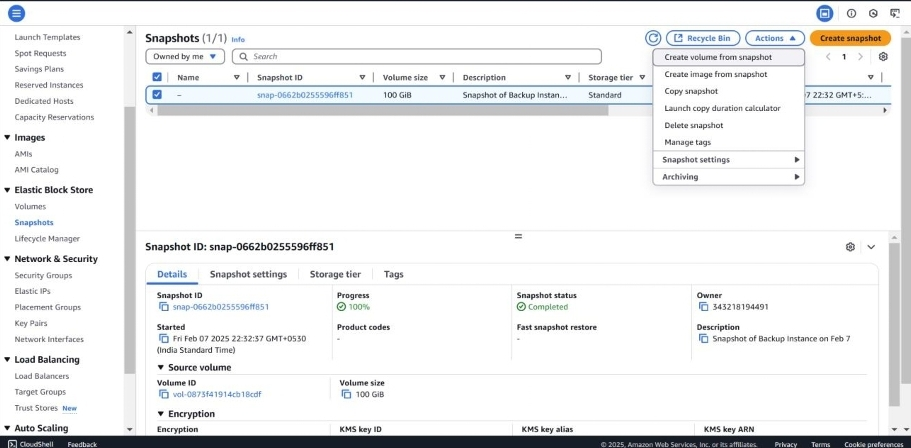 Launch Templates
Spot Requests
Savings Plans
Reserved Instances
Dedicated Hosts
Capacity Reservations
Images
AMIs
AMI Catalog
Elastic Block Store
Volumes
Snapshots
Lifecycle Manager
Network & Security
Security Groups
Elastic IPs
Placement Groups
Key Pairs
Network Interfaces
Load Balancing
Load Balancers
Target Groups
Trust Stores New
Auto Scaling
Snapshots (1/1) Info
Recycle Bin
Actions
Create snapshot
Owned by me
Search
1
Name
Snapshot ID
Volume size
Description
Storage tier
–
snap-0662b0255596ff851
100 GiB
Snapshot of Backup Instan...
Standard
07 22:32 GMT+5:...
Create volume from snapshot
Create image from snapshot
Copy snapshot
Launch copy duration calculator
Delete snapshot
Manage tags
Snapshot settings
Archiving
Snapshot ID: snap-0662b0255596ff851
Details
Snapshot settings
Storage tier
Tags
Snapshot ID
snap-0662b0255596ff851
Progress
100%
Snapshot status
Completed
Owner
343218194491
Started
Fri Feb 07 2025 22:32:37 GMT+0530
(India Standard Time)
Product codes
-
Fast snapshot restore
-
Description
Snapshot of Backup Instance on Feb 7
Source volume
Volume ID
vol-0873f41914cb18cdf
Volume size
100 GiB
Encryption
Encryption
KMS key ID
KMS key alias
KMS key ARN
CloudShell
Feedback
© 2025, Amazon Web Services, Inc. or its affiliates.
Privacy
Terms
Cookie preferences